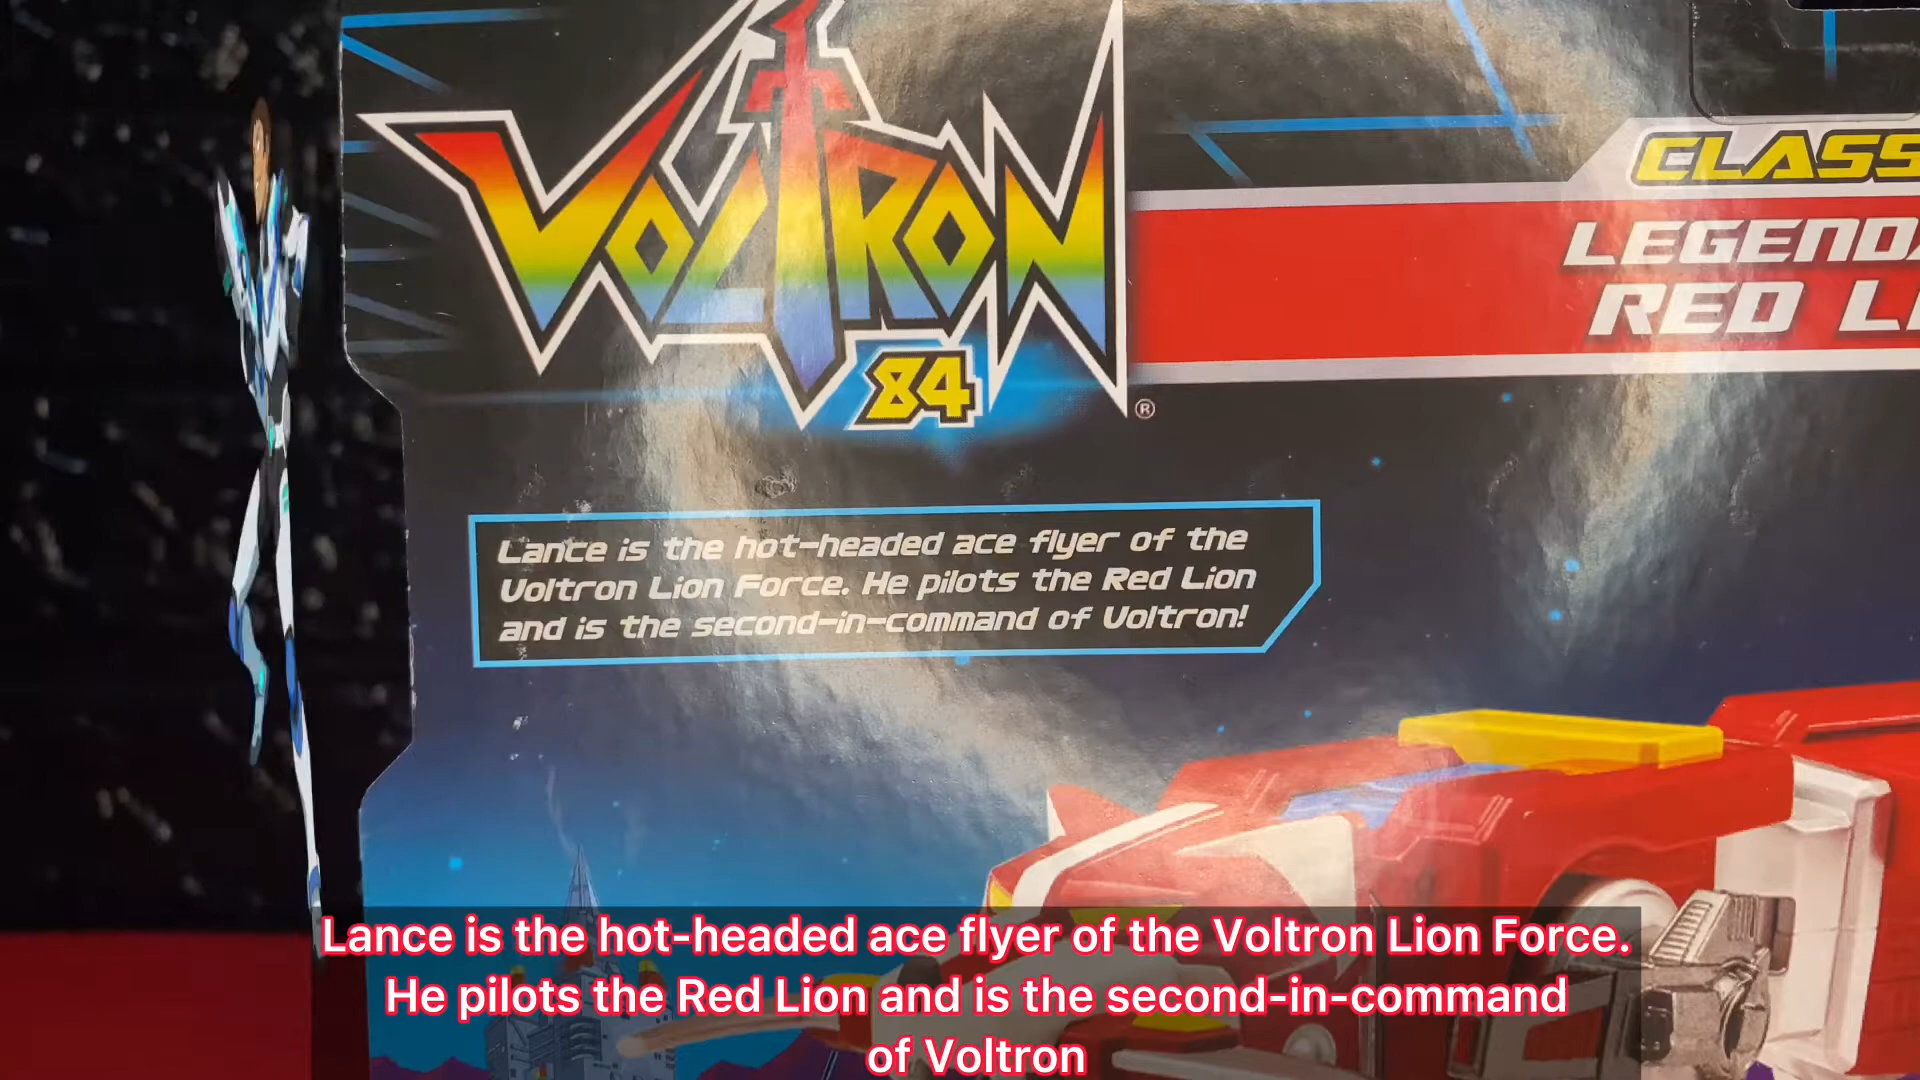 VOLTRON
84
®
CLASS
LEGENDA
RED LI
Lance is the hot-headed ace flyer of the
Voltron Lion Force. He pilots the Red Lion
and is the second-in-command of Voltron!
Lance is the hot-headed ace flyer of the Voltron Lion Force.
He pilots the Red Lion and is the second-in-command
of Voltron